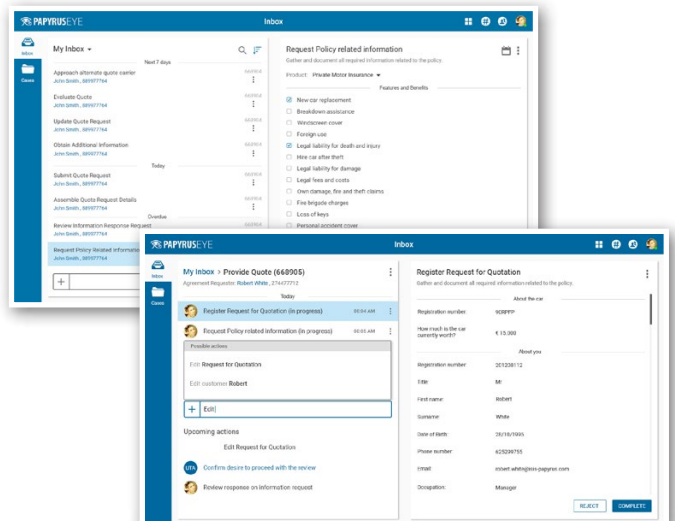 PAPYRUSEYE
Inbox
Inbox
Cases
My Inbox
Next 7 days
Approach alternate quote carrier
John Smith, 889977764
Evaluate Quote
John Smith, 889977764
Update Quote Request
John Smith, 889977764
Obtain Additional Information
John Smith, 889977764
Today
Submit Quote Request
John Smith, 889977764
Assemble Quote Request Details
John Smith, 889977764
Overdue
Review Information Response Request
John Smith, 889977764
Request Policy Related Informatio
John Smith, 889977764
+
Request Policy related information
Gather and document all required information related to the policy.
Product: Private Motor Insurance
Features and Benefits
New car replacement
Breakdown assistance
Windscreen cover
Foreign use
Legal liability for death and injury
Hire car after theft
Legal liability for damage
Legal fees and costs
Own damage, fire and theft claims
Fire brigade charges
Loss of keys
Personal accident cover
PAPYRUSEYE
Inbox
Inbox
Cases
My Inbox > Provide Quote (668905)
Agreement Requester: Robert White, 274477712
Today
Register Request for Quotation (in progress)
Request Policy related information (in progress)
Possible actions
Edit Request for Quotation
Edit customer Robert
+ Edit
Upcoming actions
Edit Request for Quotation
UTA Confirm desire to proceed with the review
Review response on information request
Register Request for Quotation
Gather and document all required information related to the policy.
About the car
Registration number
How much is the car
currently worth?
€ 15.000
About you
Registration number
Title Mr
First name: Robert
Surname White
Date of Birth:
Phone number
Email
Occupation: Manager
REJECT
COMPLETE